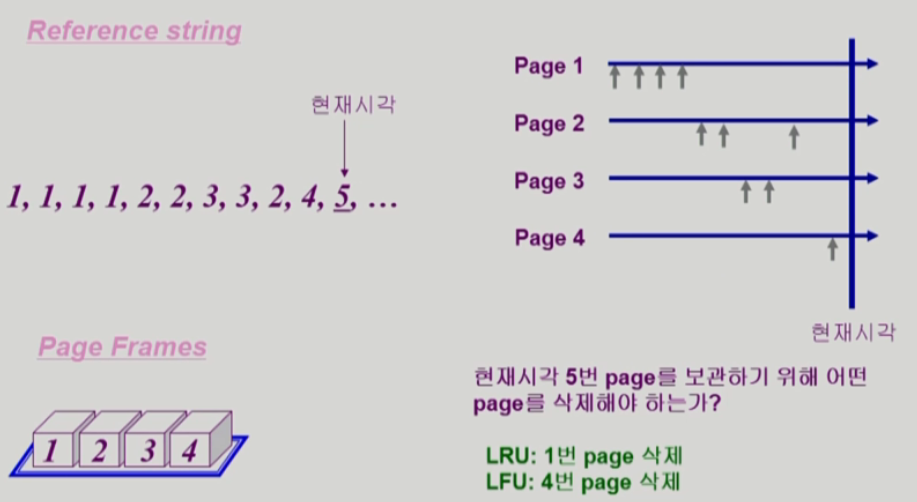 Reference string
현재시각
1, 1, 1, 1, 2, 2, 3, 3, 2, 4, 5, ...
Page Frames
1 2 3 4
Page 1
Page 2
Page 3
Page 4
현재시각
현재시각 5번 page를 보관하기 위해 어떤
page를 삭제해야 하는가?
LRU: 1번 page 삭제
LFU: 4번 page 삭제